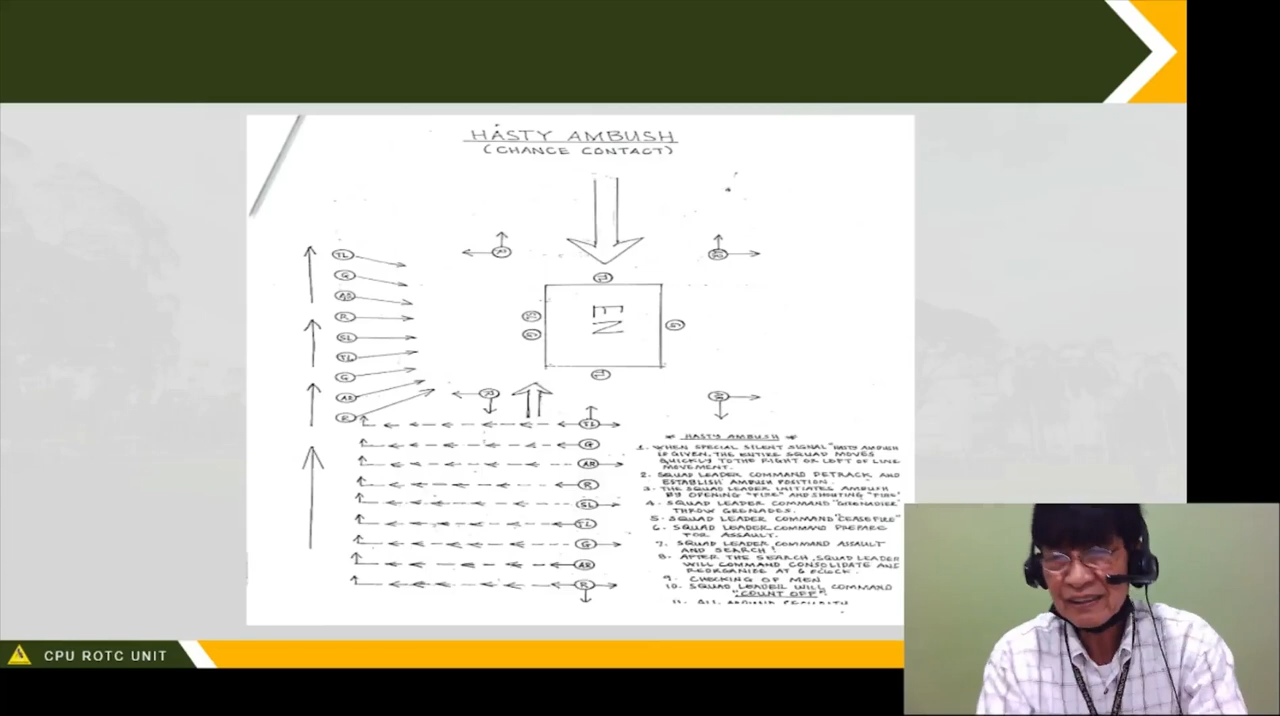 HASTY AMBUSH
(CHANCE CONTACT)
TL
G
AR
R
SL
TL
G
AR
R
EN
TL
G
AR
R
SL
TL
G
AR
R
HASTY AMBUSH
1. WHEN SPECIAL SILENT SIGNAL "HASTY AMBUSH
IS GIVEN, THE ENTIRE SQUAD MOVES
QUICKLY TO THE RIGHT OR LEFT OF LINE
MOVEMENT.
2. SQUAD LEADER COMMAND DETRACK AND
ESTABLISH AMBUSH POSITION.
3. THE SQUAD LEADER INITIATES AMBUSH
BY OPENING "FIRE" AND SHOUTING "FIRE"
4. SQUAD LEADER COMMAND "GRENADIER"
THROW GRENADES.
5. SQUAD LEADER COMMAND "CEASEFIRE"
6. SQUAD LEADER COMMAND PREPARE
FOR ASSAULT.
7. SQUAD LEADER COMMAND ASSAULT
AND SEARCH!
8. AFTER THE SEARCH, SQUAD LEADER
WILL COMMAND CONSOLIDATE AND
REORGANIZE AT 6 O'CLOCK.
9. CHECKING OF MEN
10. SQUAD LEADER WILL COMMAND
"COUNT OFF"
11.
CPU ROTC UNIT